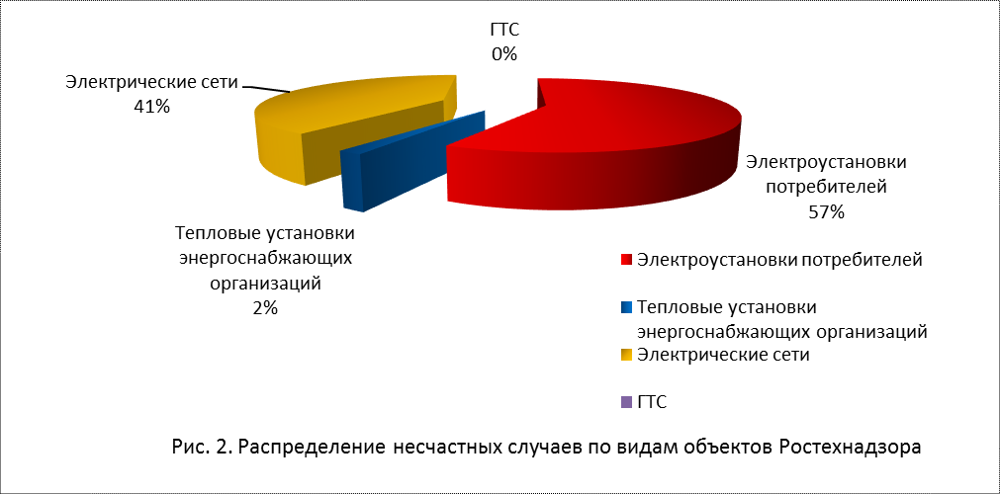 ГТС
0%
Электрические сети
41%
Электроустановки
потребителей
57%
Тепловые установки
энергоснабжающих
организаций
2%
Электроустановки потребителей
Тепловые установки
энергоснабжающих организаций
Электрические сети
ГТС
Рис. 2. Распределение несчастных случаев по видам объектов Ростехнадзора